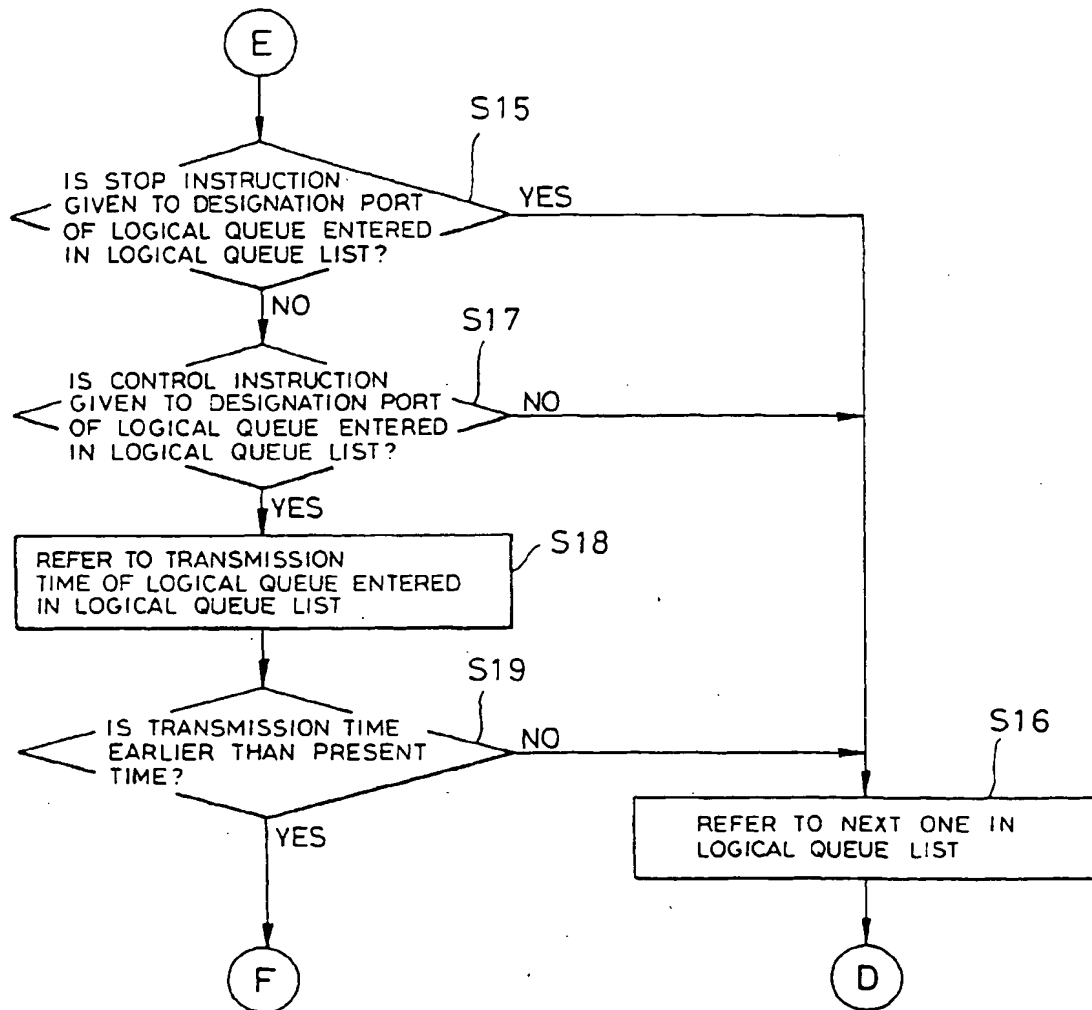 E
S15
IS STOP INSTRUCTION
GIVEN TO DESIGNATION PORT
OF LOGICAL QUEUE ENTERED
IN LOGICAL QUEUE LIST?
YES
NO
S17
IS CONTROL INSTRUCTION
GIVEN TO DESIGNATION PORT
OF LOGICAL QUEUE ENTERED
IN LOGICAL QUEUE LIST?
NO
YES
S18
REFER TO TRANSMISSION
TIME OF LOGICAL QUEUE ENTERED
IN LOGICAL QUEUE LIST
S19
IS TRANSMISSION TIME
EARLIER THAN PRESENT
TIME?
NO
YES
S16
REFER TO NEXT ONE IN
LOGICAL QUEUE LIST
F
D